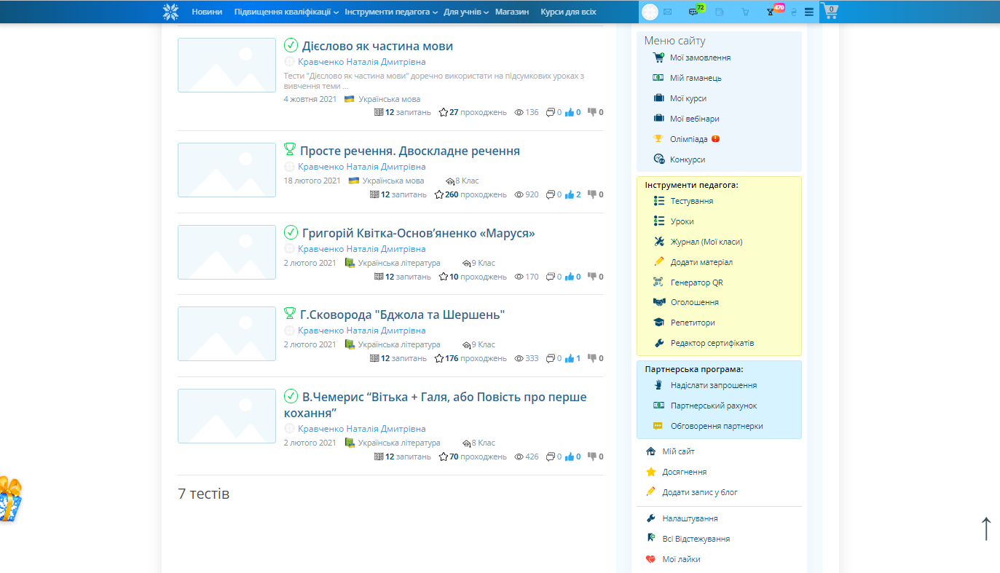 Новини Підвищення кваліфікації Інструменти педагога Для учнів Магазин Курси для всіх 72 470 ₴ 0
Дієслово як частина мови
Кравченко Наталія Дмитрівна
Тести "Дієслово як частина мови" доречно використати на підсумкових уроках з
вивчення теми ...
4 жовтня 2021 Українська мова
12 запитань 27 проходжень 136 0 0 0
Просте речення. Двоскладне речення
Кравченко Наталія Дмитрівна
18 лютого 2021 Українська мова 8 Клас
12 запитань 260 проходжень 920 0 2 0
Григорій Квітка-Основ’яненко «Маруся»
Кравченко Наталія Дмитрівна
2 лютого 2021 Українська література 9 Клас
12 запитань 10 проходжень 170 0 0 0
Г.Сковорода "Бджола та Шершень"
Кравченко Наталія Дмитрівна
2 лютого 2021 Українська література 9 Клас
12 запитань 176 проходжень 333 0 1 0
В.Чемерис “Вітька + Галя, або Повість про перше
кохання”
Кравченко Наталія Дмитрівна
2 лютого 2021 Українська література 8 Клас
12 запитань 70 проходжень 426 0 0 0
7 тестів
Меню сайту
Мої замовлення
Мій гаманець
Мої курси
Мої вебінари
Олімпіада
Конкурси
Інструменти педагога:
Тестування
Уроки
Журнал (Мої класи)
Додати матеріал
Генератор QR
Оголошення
Репетитори
Редактор сертифікатів
Партнерська програма:
Надіслати запрошення
Партнерський рахунок
Обговорення партнерки
Мій сайт
Досягнення
Додати запис у блог
Налаштування
Всі Відстежування
Мої лайки